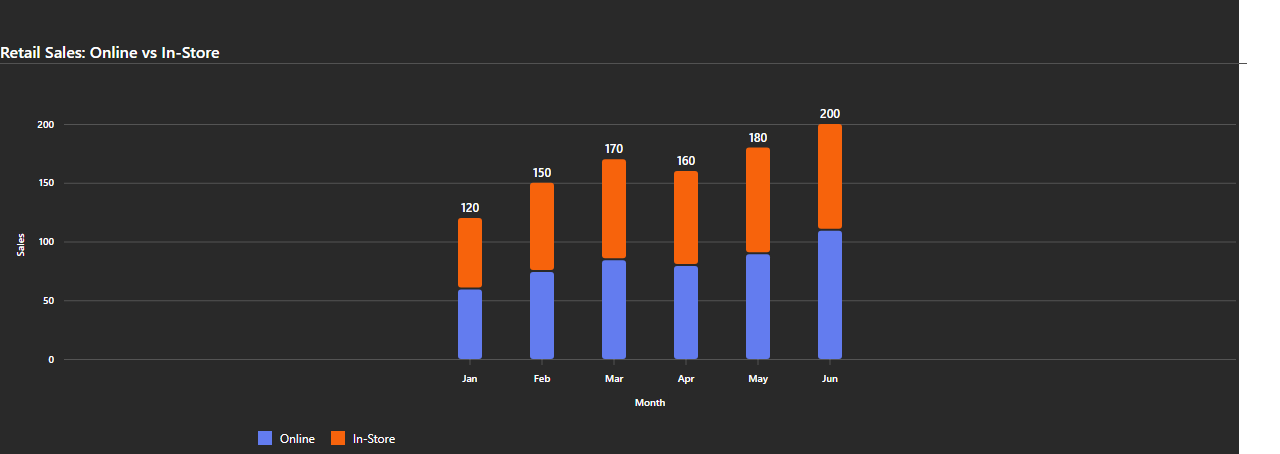 Retail Sales: Online vs In-Store
200
150
100
50
0
Sales
120
150
170
160
180
200
Jan Feb Mar Apr May Jun
Month
Online In-Store